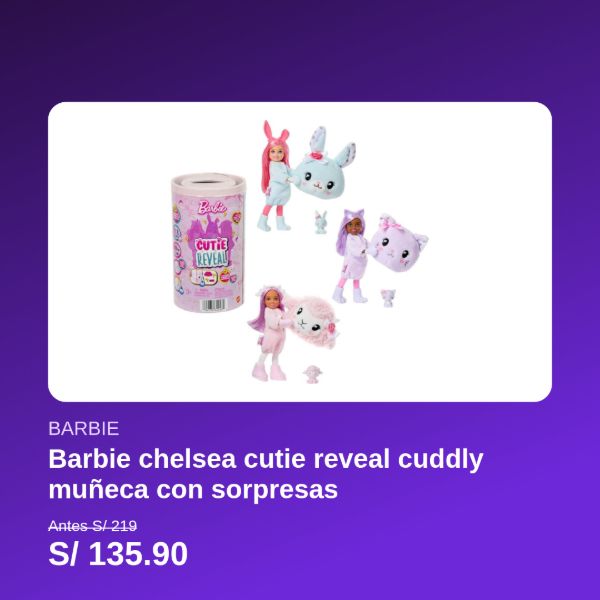 Barbie
CUTIE
REVEAL
BARBIE
Barbie chelsea cutie reveal cuddly
muñeca con sorpresas
Antes S/ 219
S/ 135.90